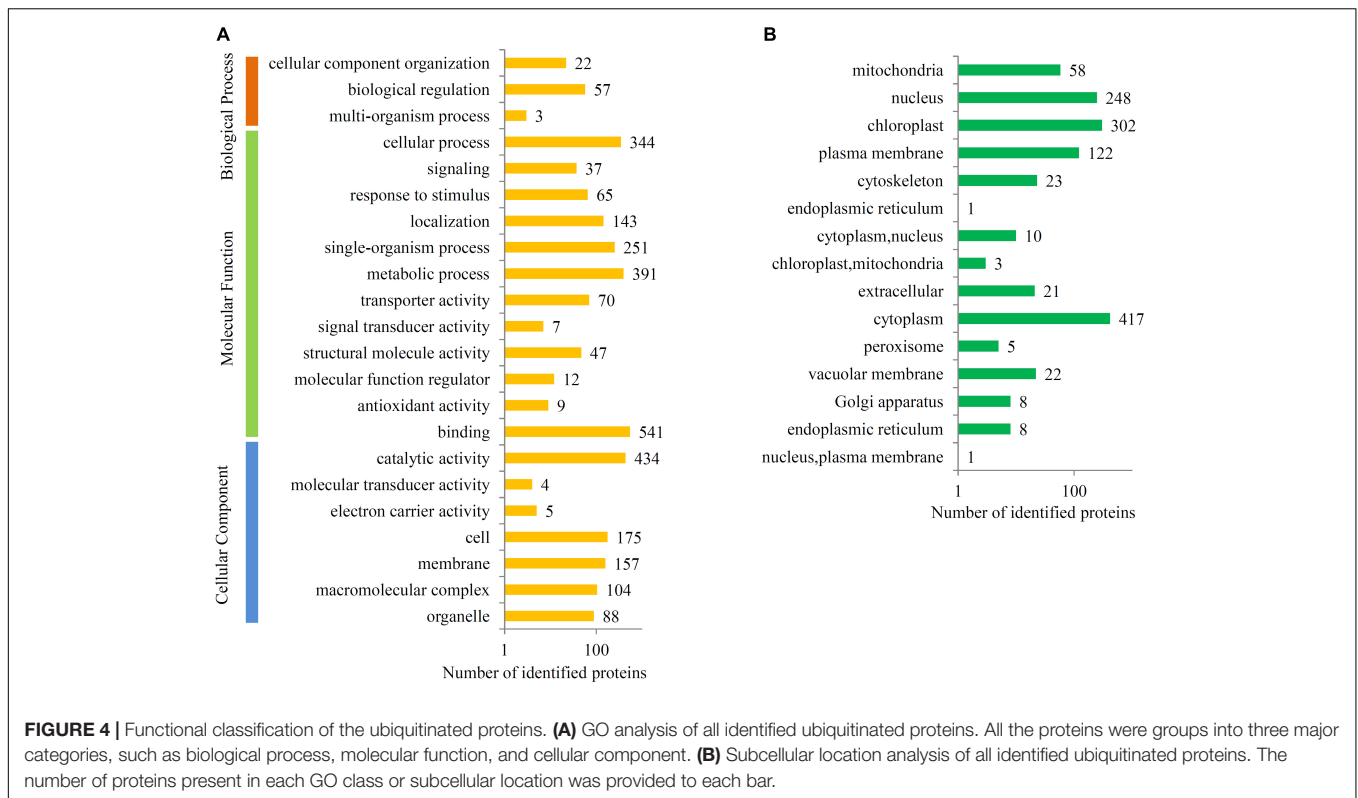 A
Biological Process
Molecular Function
Cellular Component
cellular component organization 22
biological regulation 57
multi-organism process 3
cellular process 344
signaling 37
response to stimulus 65
localization 143
single-organism process 251
metabolic process 391
transporter activity 70
signal transducer activity 7
structural molecule activity 47
molecular function regulator 12
antioxidant activity 9
binding 541
catalytic activity 434
molecular transducer activity 4
electron carrier activity 5
cell 175
membrane 157
macromolecular complex 104
organelle 88
1 100
Number of identified proteins
B
mitochondria 58
nucleus 248
chloroplast 302
plasma membrane 122
cytoskeleton 23
endoplasmic reticulum 1
cytoplasm,nucleus 10
chloroplast,mitochondria 3
extracellular 21
cytoplasm 417
peroxisome 5
vacuolar membrane 22
Golgi apparatus 8
endoplasmic reticulum 8
nucleus,plasma membrane 1
1 100
Number of identified proteins
FIGURE 4 | Functional classification of the ubiquitinated proteins. (A) GO analysis of all identified ubiquitinated proteins. All the proteins were groups into three major
categories, such as biological process, molecular function, and cellular component. (B) Subcellular location analysis of all identified ubiquitinated proteins. The
number of proteins present in each GO class or subcellular location was provided to each bar.